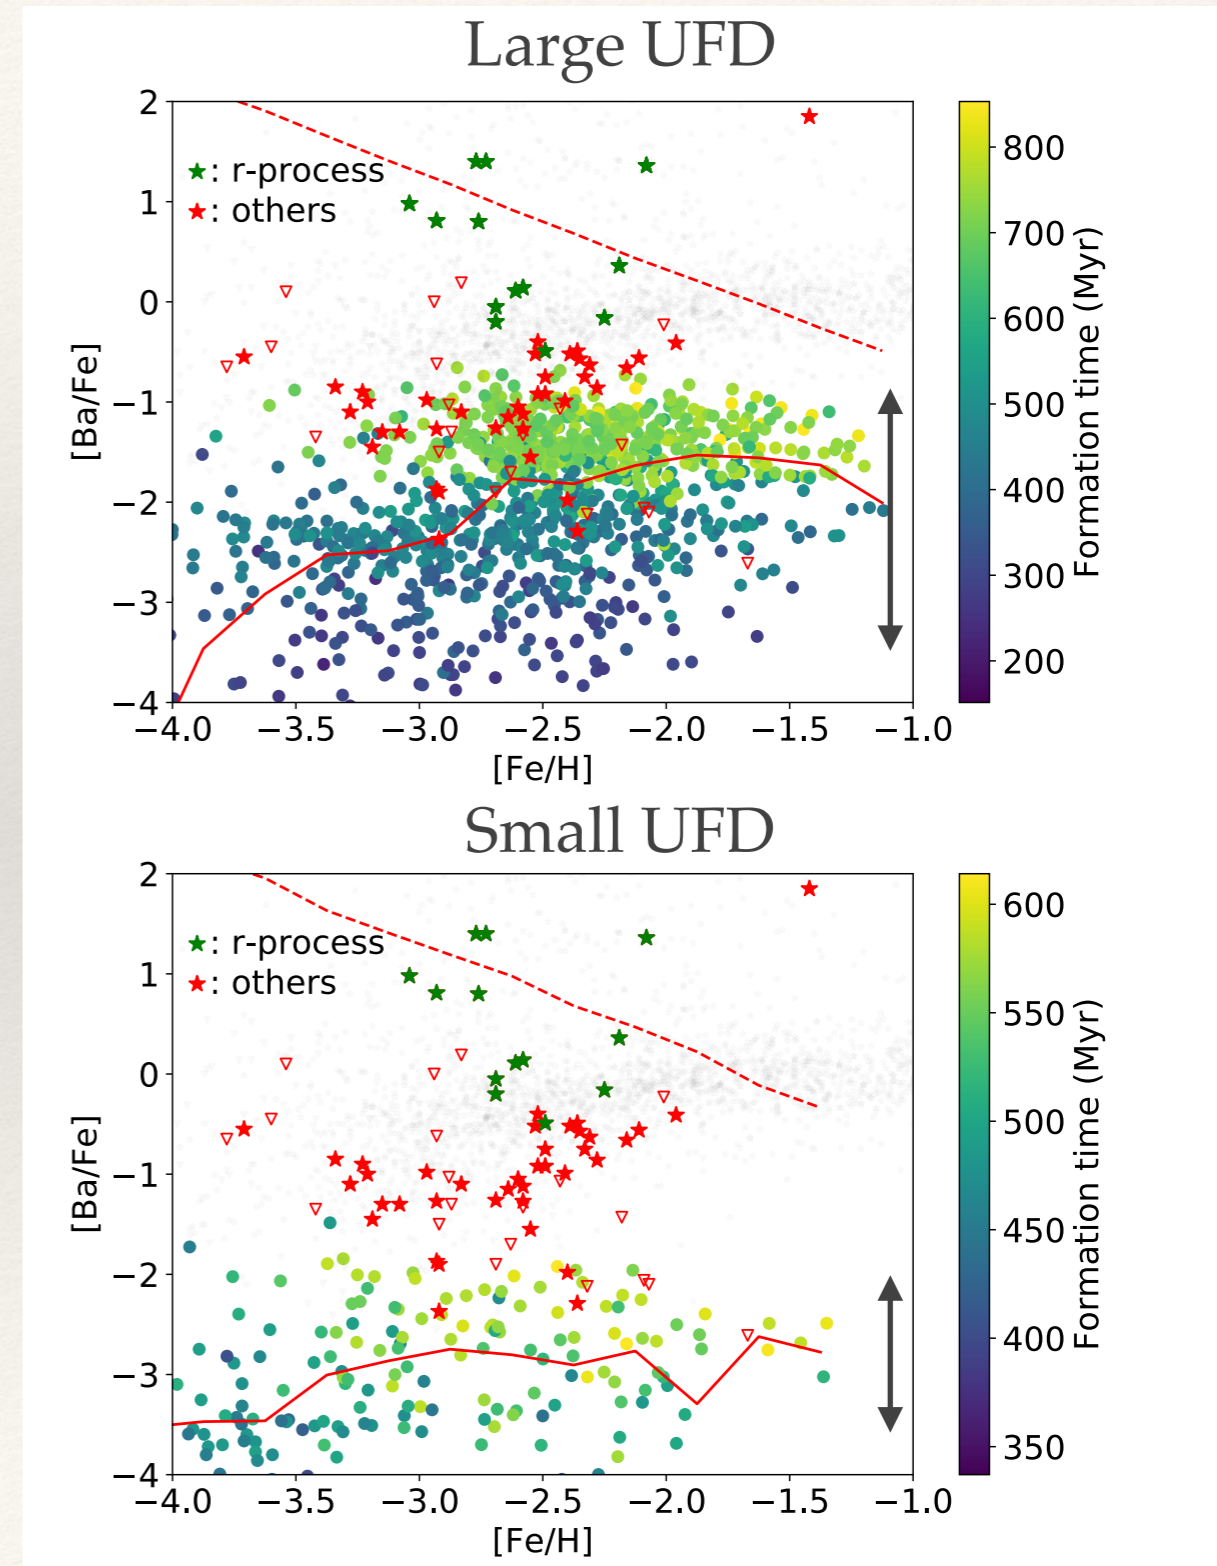 Large UFD
2
1
0
−1
−2
−3
−4
[Ba/Fe]
★: r-process
★: others
−4.0 −3.5 −3.0 −2.5 −2.0 −1.5 −1.0
[Fe/H]
800
700
600
500
400
300
200
Formation time (Myr)
Small UFD
2
1
0
−1
−2
−3
−4
[Ba/Fe]
★: r-process
★: others
−4.0 −3.5 −3.0 −2.5 −2.0 −1.5 −1.0
[Fe/H]
600
550
500
450
400
350
Formation time (Myr)